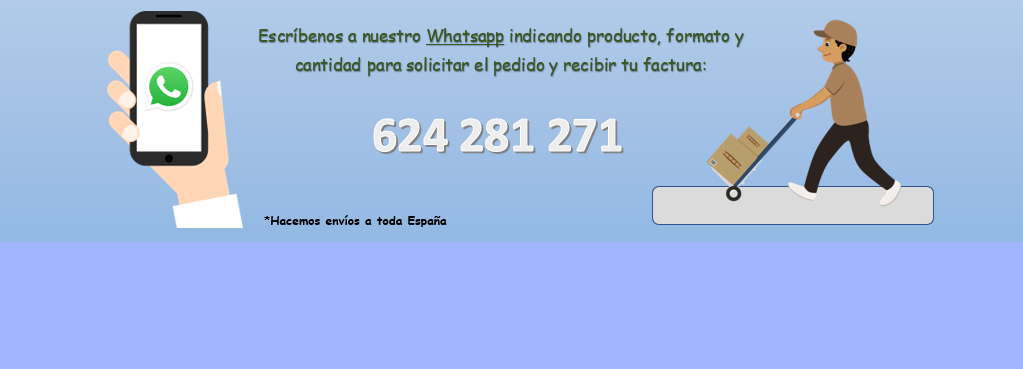 Escríbenos a nuestro Whatsapp indicando producto, formato y
cantidad para solicitar el pedido y recibir tu factura:
624 281 271
*Hacemos envíos a toda España